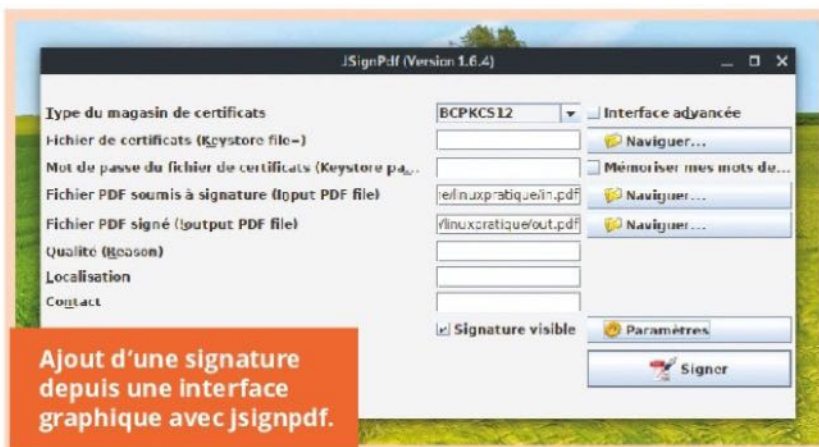 JSignPdf (Version 1.6.4)
Type du magasin de certificats BCPKCS12 Interface advancée
Fichier de certificats (Keystore file=) Naviguer...
Mot de passe du fichier de certificats (Keystore pa... Mémoriser mes mots de...
Fichier PDF soumis à signature (Input PDF file) ie/linuxpratique/in.pdf Naviguer...
Fichier PDF signé (!output PDF file) /linuxpratique/out.pdf Naviguer...
Qualité (Reason)
Localisation
Contact
Signature visible Paramètres
Signer
Ajout d'une signature
depuis une interface
graphique avec jsignpdf.